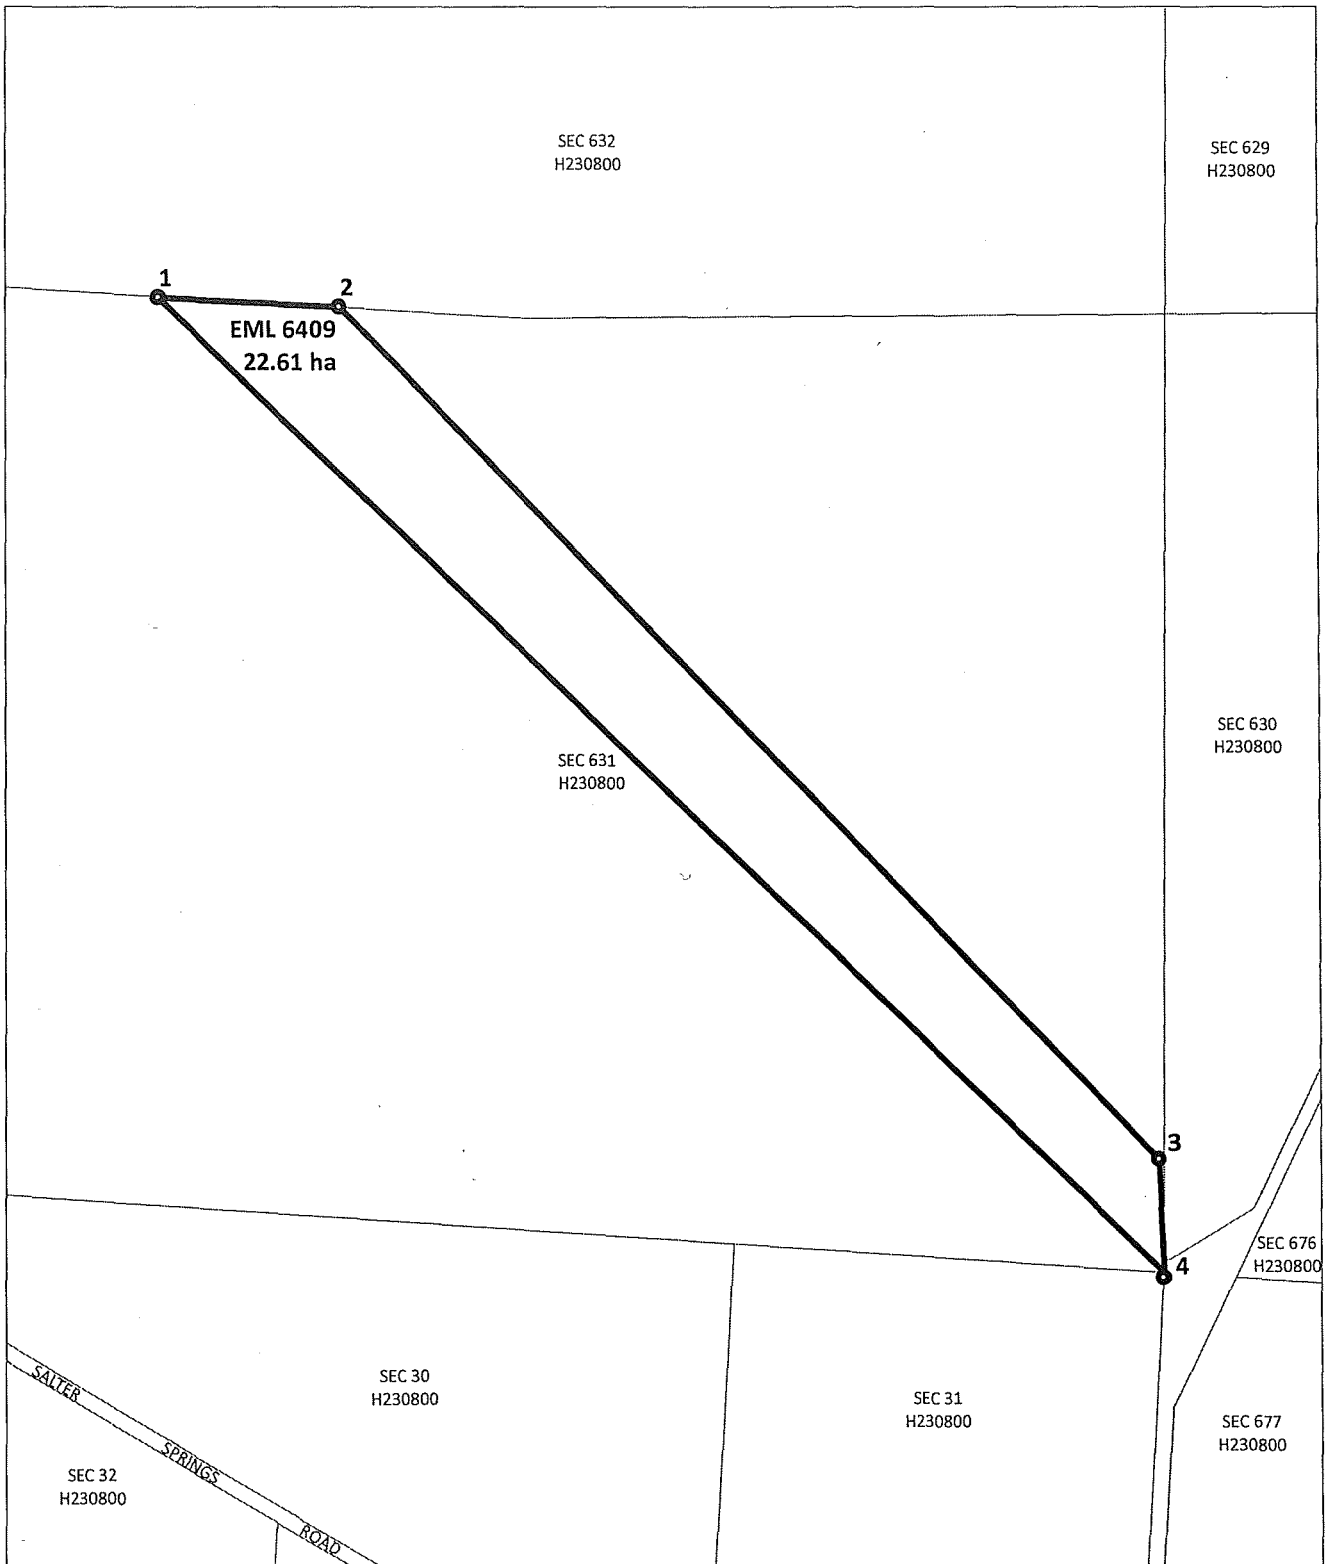 SEC 632
H230800
SEC 629
H230800
1
2
EML 6409
22.61 ha
SEC 630
H230800
SEC 631
H230800
3
4
SEC 676
H230800
SEC 30
H230800
SEC 31
H230800
SEC 677
H230800
SALTER
SPRINGS
ROAD
SEC 32
H230800